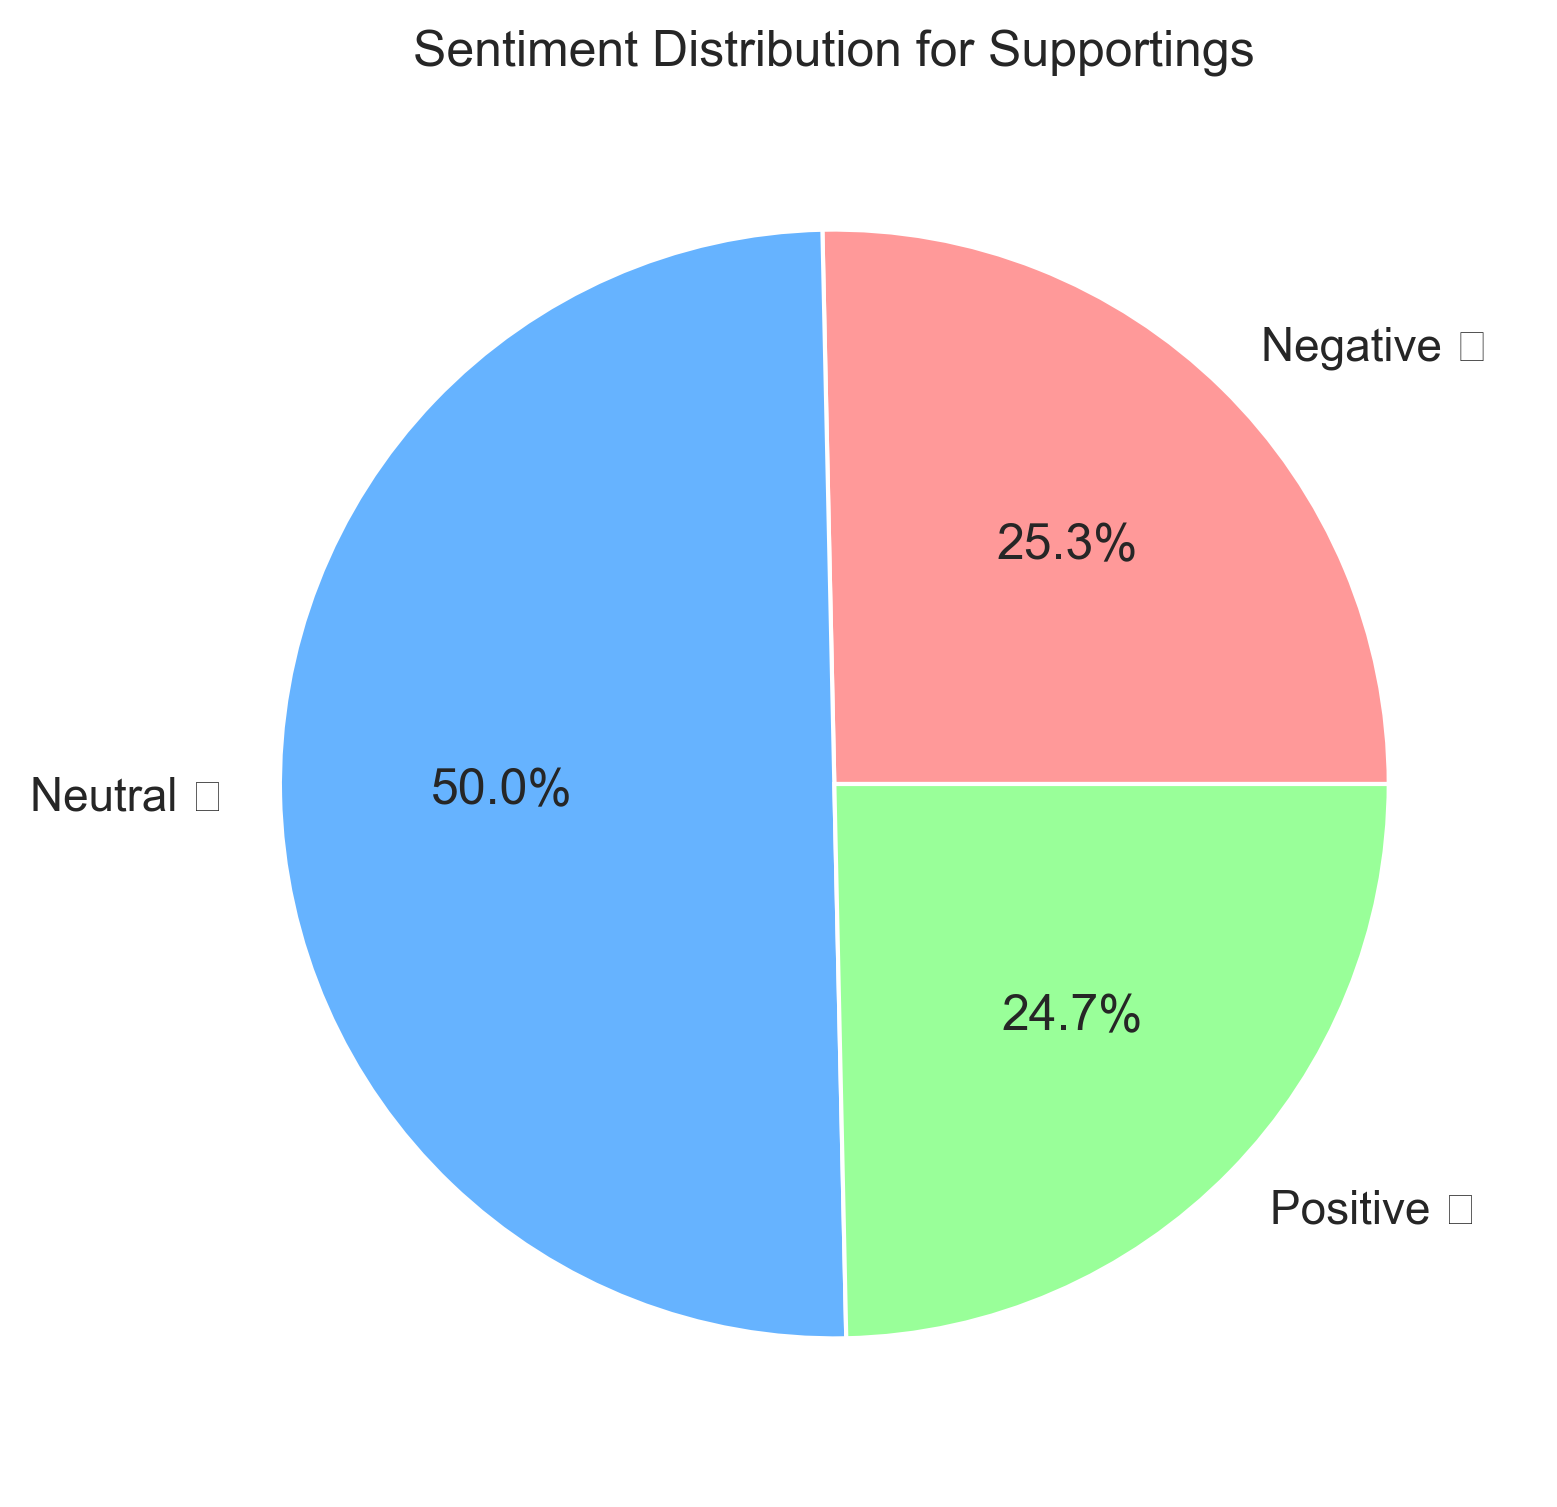 Sentiment Distribution for Supportings
Negative □
25.3%
Neutral □
50.0%
24.7%
Positive □